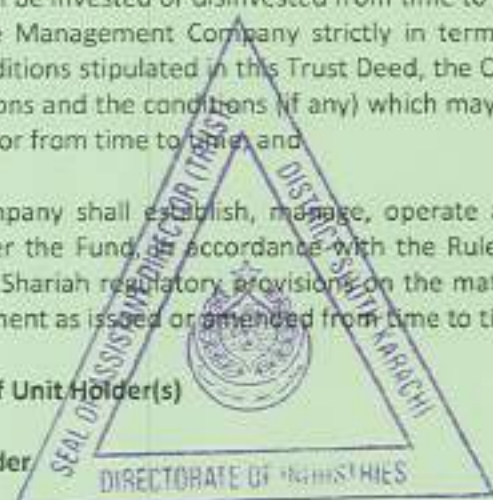 be invested or disinvested from time to
Management Company strictly in term
ditions stipulated in this Trust Deed, the
ons and the conditions (if any) which may
or from time to time; and
mpany shall establish, manage, operate
er the Fund, in accordance with the Rule
Shariah regulatory provisions on the mat
ment as issued or amended from time to ti
of Unit Holder(s)
der
SEAL OF ASSISTANT DIRECTOR (TRUST)
DISTRICT SOUTH KARACHI
DIRECTORATE OF INDUSTRIES